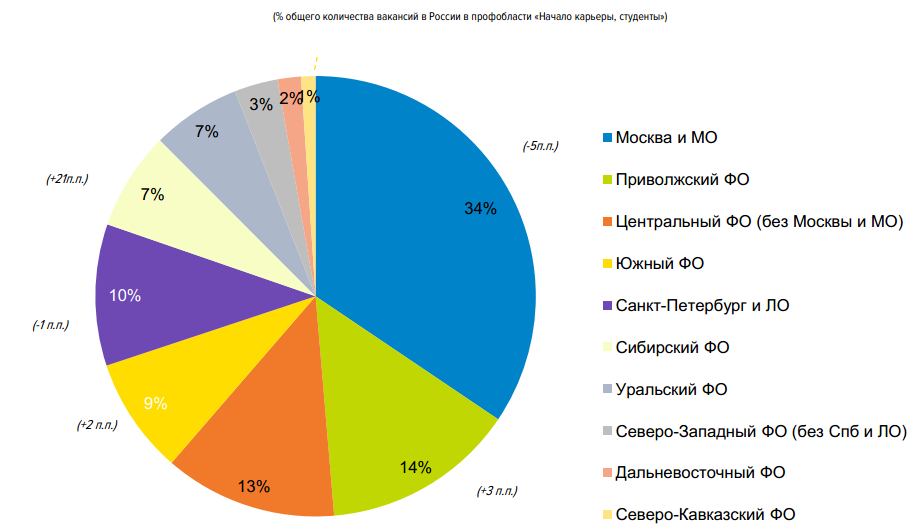 (% общего количества вакансий в России в профобласти «Начало карьеры, студенты»)
3%
2%
1%
7%
(-5п.п.)
Москва и МО
(+21п.п.)
7%
34%
Приволжский ФО
Центральный ФО (без Москвы и МО)
Южный ФО
10%
Санкт-Петербург и ЛО
(-1 п.п.)
Сибирский ФО
Уральский ФО
9%
(+2 п.п.)
Северо-Западный ФО (без Спб и ЛО)
14%
Дальневосточный ФО
13%
(+3 п.п.)
Северо-Кавказский ФО